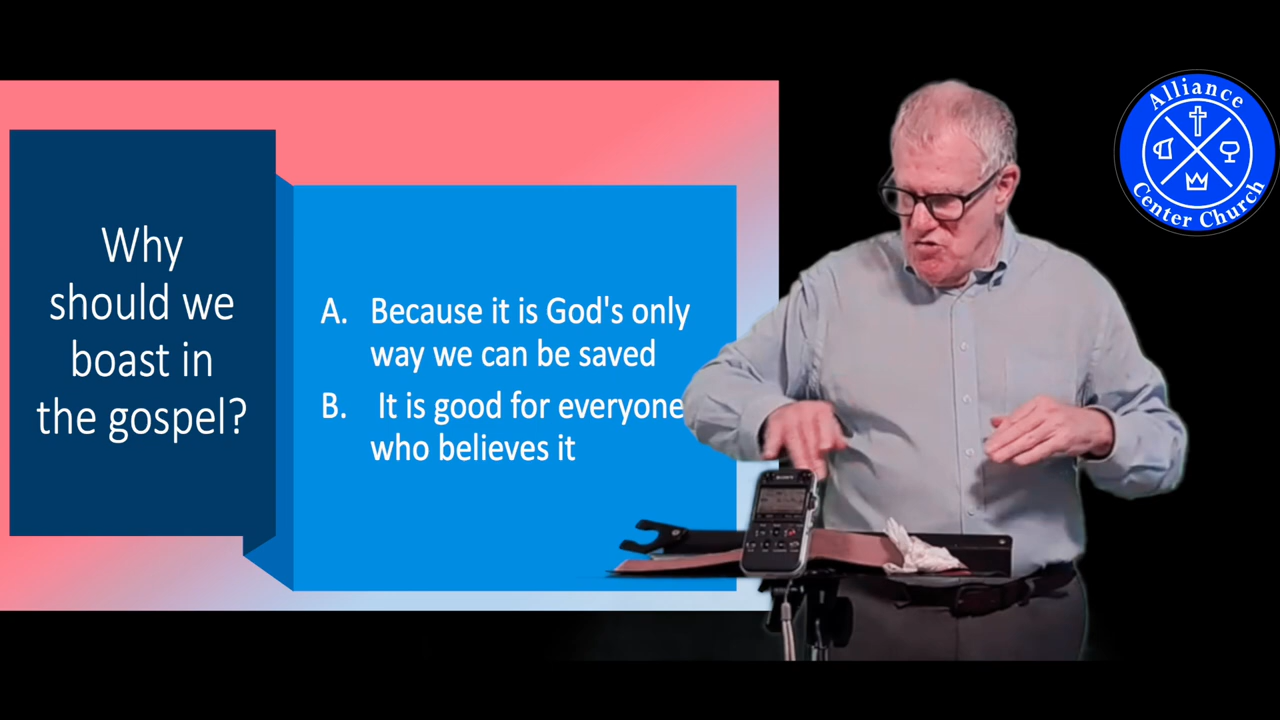 Why
should we
boast in
the gospel?
A. Because it is God's only
way we can be saved
B. It is good for everyone
who believes it
Alliance
Center Church
SONY